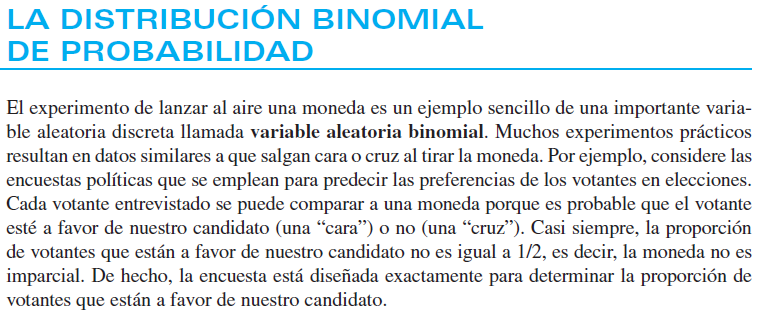 LA DISTRIBUCIÓN BINOMIAL
DE PROBABILIDAD
El experimento de lanzar al aire una moneda es un ejemplo sencillo de una importante varia-
ble aleatoria discreta llamada variable aleatoria binomial. Muchos experimentos prácticos
resultan en datos similares a que salgan cara o cruz al tirar la moneda. Por ejemplo, considere las
encuestas políticas que se emplean para predecir las preferencias de los votantes en elecciones.
Cada votante entrevistado se puede comparar a una moneda porque es probable que el votante
esté a favor de nuestro candidato (una “cara”) o no (una “cruz”). Casi siempre, la proporción
de votantes que están a favor de nuestro candidato no es igual a 1/2, es decir, la moneda no es
imparcial. De hecho, la encuesta está diseñada exactamente para determinar la proporción de
votantes que están a favor de nuestro candidato.